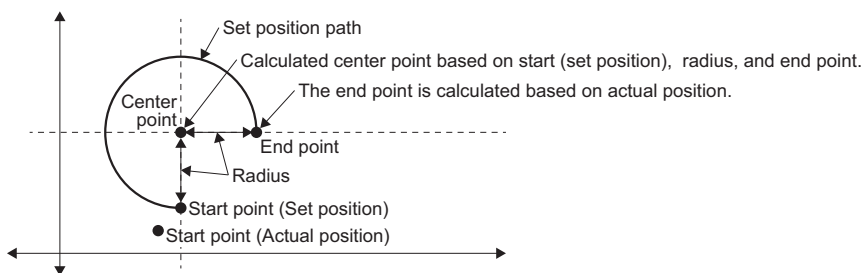 Set position path
Calculated center point based on start (set position), radius, and end point.
The end point is calculated based on actual position.
Center
point
End point
Radius
Start point (Set position)
Start point (Actual position)